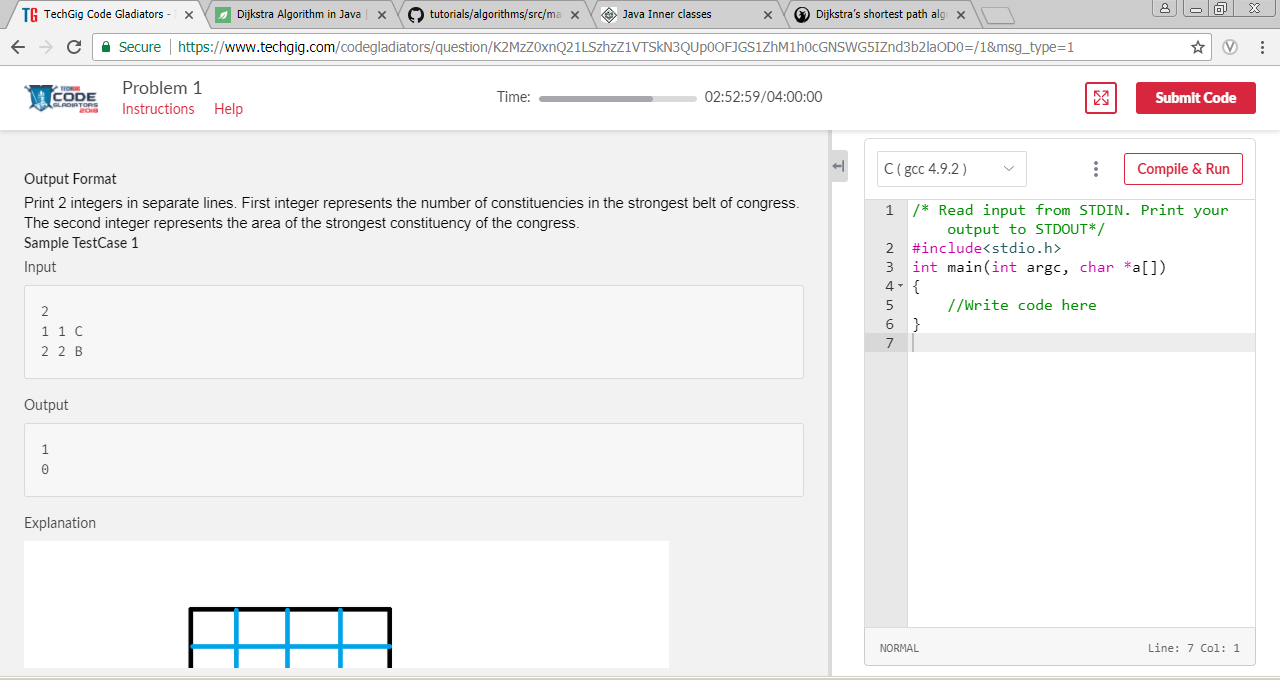 TG TechGig Code Gladiators -
Dijkstra Algorithm in Java
tutorials/algorithms/src/ma
Java Inner classes
Dijkstra's shortest path alg
Secure
https://www.techgig.com/codegladiators/question/K2MzZ0xnQ21LSzhzZ1VTSkN3QUp0OFJGS1ZhM1h0cGNSWG5IZnd3b2laOD0=/1&msg_type=1
V
TECHGIG
CODE
GLADIATORS
2018
Problem 1
Instructions Help
Time: 02:52:59/04:00:00
Submit Code
Output Format
Print 2 integers in separate lines. First integer represents the number of constituencies in the strongest belt of congress.
The second integer represents the area of the strongest constituency of the congress.
Sample TestCase 1
Input
2
1 1 C
2 2 B
Output
1
0
Explanation
C ( gcc 4.9.2 )
Compile & Run
1 /* Read input from STDIN. Print your
output to STDOUT*/
2 #include<stdio.h>
3 int main(int argc, char *a[])
4 {
5 //Write code here
6 }
7
NORMAL Line: 7 Col: 1